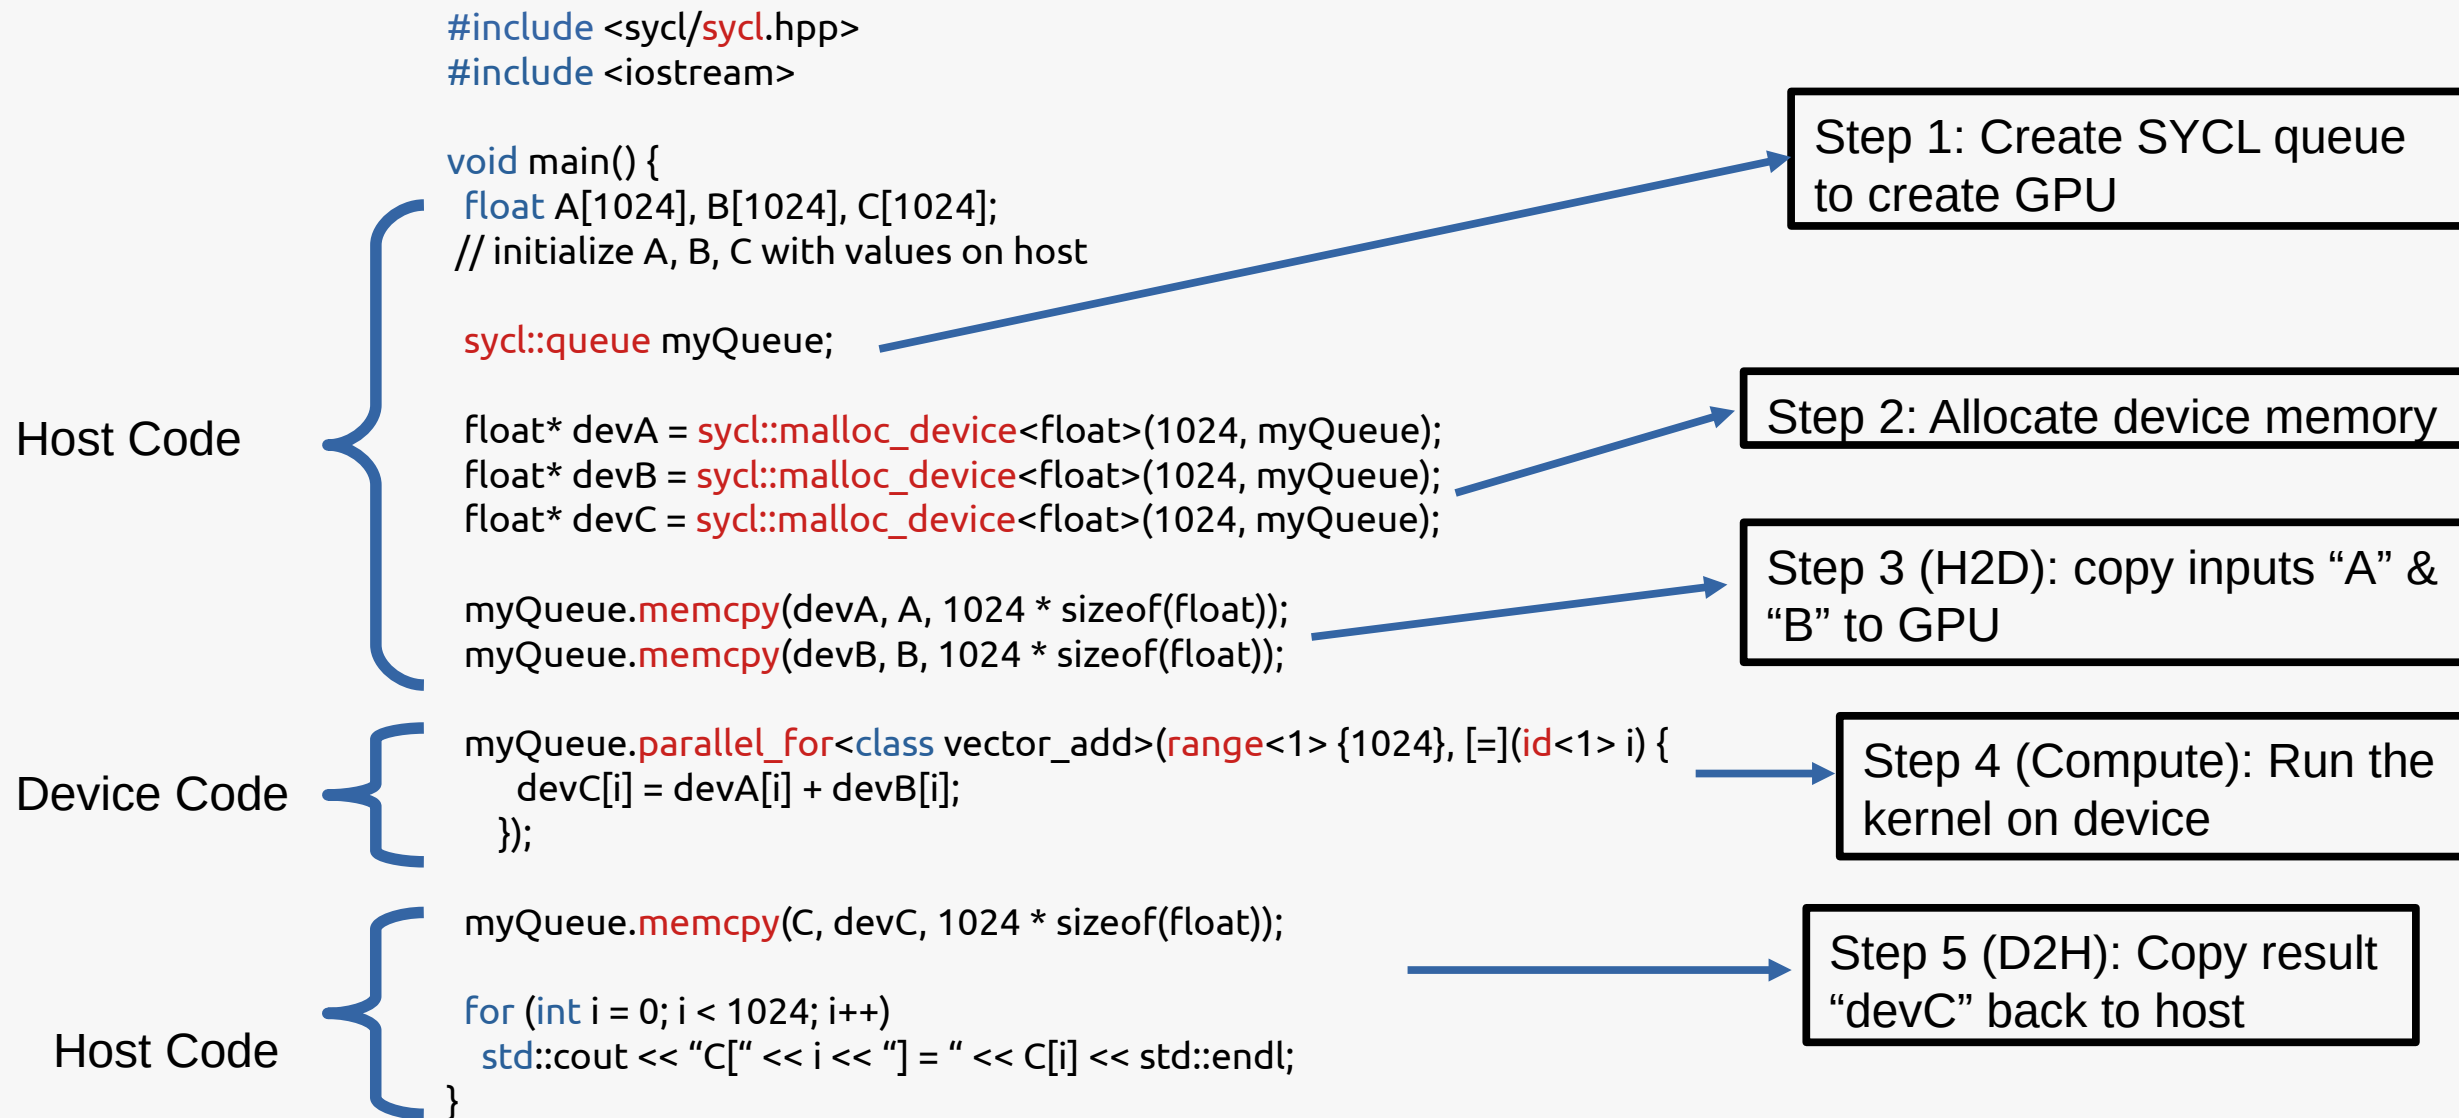 #include <sycl/sycl.hpp>
#include <iostream>
void main() {
float A[1024], B[1024], C[1024];
// initialize A, B, C with values on host
sycl::queue myQueue;
float* devA = sycl::malloc_device<float>(1024, myQueue);
float* devB = sycl::malloc_device<float>(1024, myQueue);
float* devC = sycl::malloc_device<float>(1024, myQueue);
myQueue.memcpy(devA, A, 1024 * sizeof(float));
myQueue.memcpy(devB, B, 1024 * sizeof(float));
myQueue.parallel_for<class vector_add>(range<1> {1024}, [=](id<1> i) {
devC[i] = devA[i] + devB[i];
});
myQueue.memcpy(C, devC, 1024 * sizeof(float));
for (int i = 0; i < 1024; i++)
std::cout << “C[“ << i << “] = “ << C[i] << std::endl;
}
Host Code
Device Code
Host Code
Step 1: Create SYCL queue
to create GPU
Step 2: Allocate device memory
Step 3 (H2D): copy inputs “A” &
“B” to GPU
Step 4 (Compute): Run the
kernel on device
Step 5 (D2H): Copy result
“devC” back to host